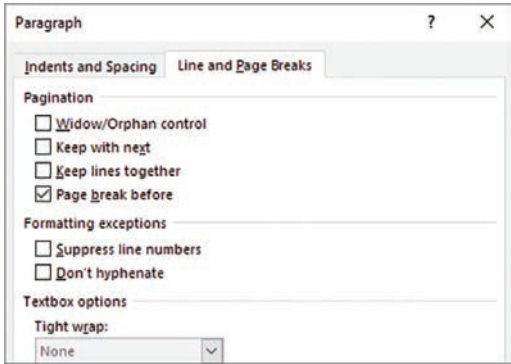 Paragraph ? ×
Indents and Spacing Line and Page Breaks
Pagination
Widow/Orphan control
Keep with next
Keep lines together
Page break before
Formatting exceptions
Suppress line numbers
Don't hyphenate
Textbox options
Tight wrap:
None